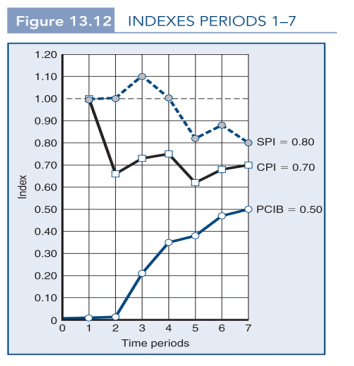 Figure 13.12 INDEXES PERIODS 1–7
1.20
1.10
1.00
0.90
0.80
0.70
0.60
0.50
0.40
0.30
0.20
0.10
0
Index
SPI = 0.80
CPI = 0.70
PCIB = 0.50
0 1 2 3 4 5 6 7
Time periods